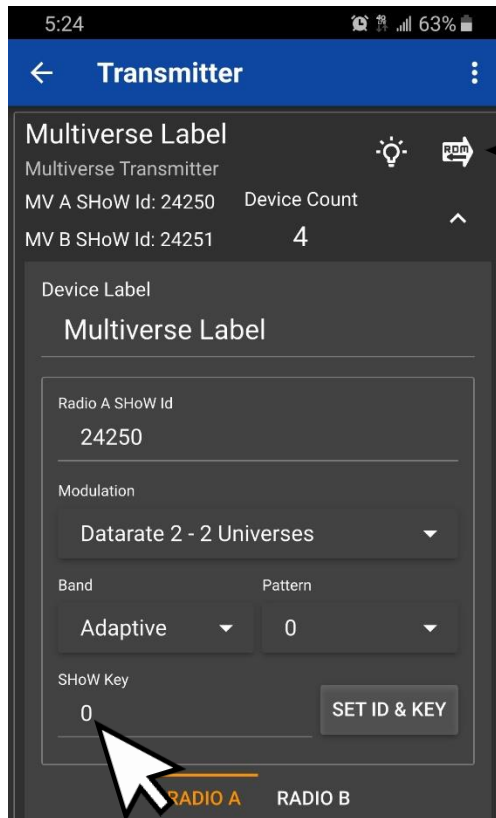 5:24 63%
Transmitter
Multiverse Label
RDM
Multiverse Transmitter
MV A SHoW Id: 24250 Device Count
MV B SHoW Id: 24251 4
Device Label
Multiverse Label
Radio A SHoW Id
24250
Modulation
Datarate 2 - 2 Universes
Band Pattern
Adaptive 0
SHoW Key
0 SET ID & KEY
RADIO A RADIO B